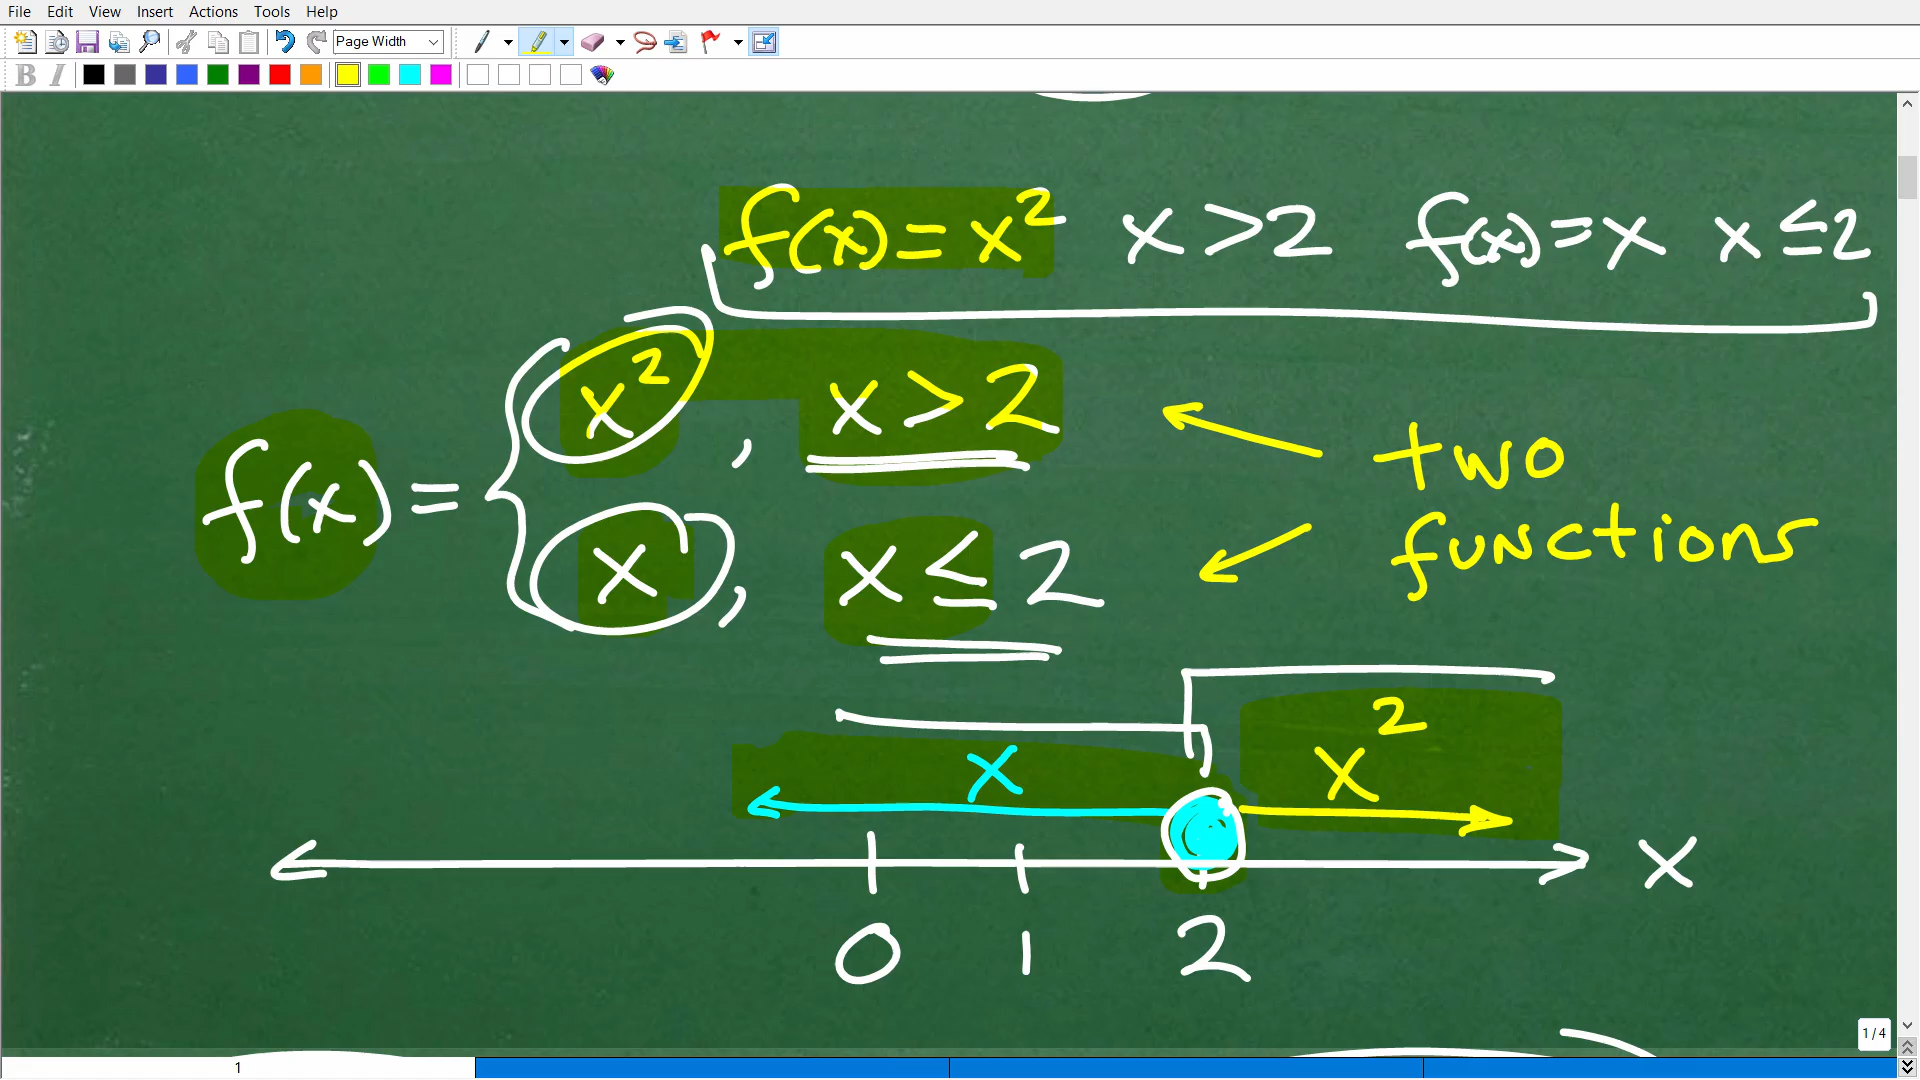 File Edit View Insert Actions Tools Help
Page Width
B I
f(x) = x² x > 2 f(x) = x x ≤ 2
f(x) = { x² , x > 2
x , x ≤ 2
two
functions
x x²
x
0 1 2
1 / 4
1